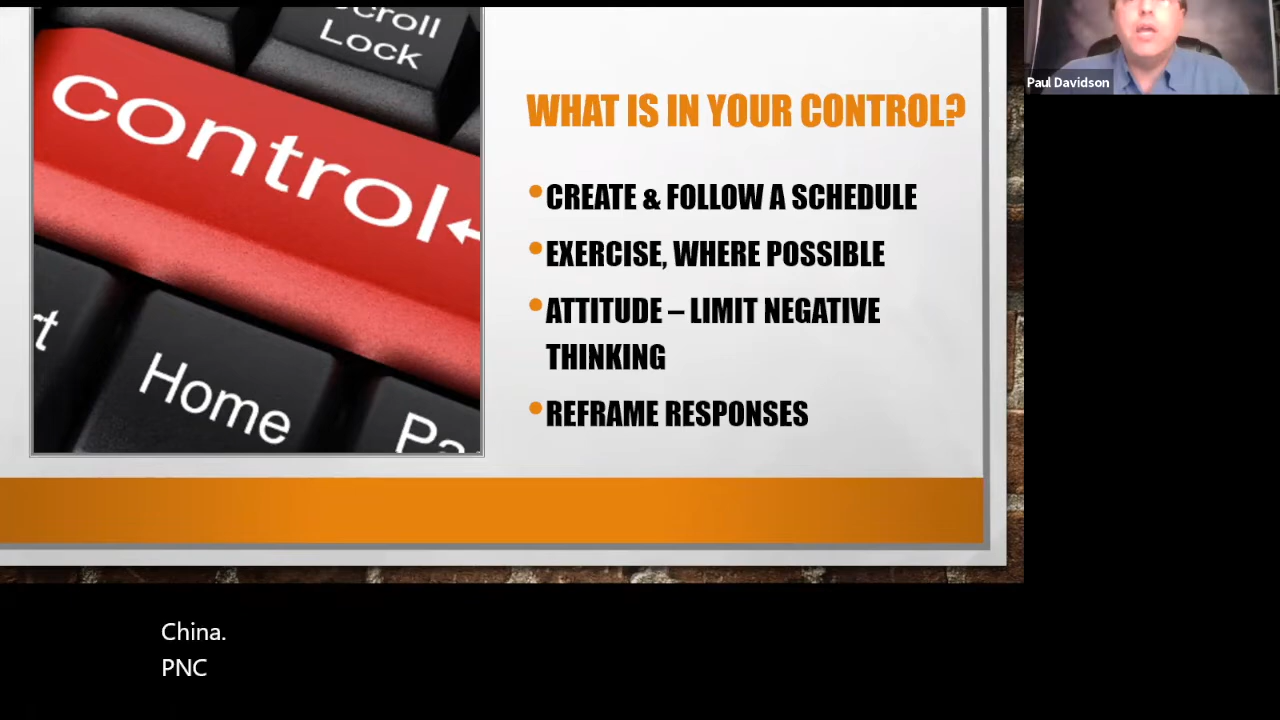 Scroll
Lock
control
Home
WHAT IS IN YOUR CONTROL?
•CREATE & FOLLOW A SCHEDULE
•EXERCISE, WHERE POSSIBLE
•ATTITUDE – LIMIT NEGATIVE
THINKING
•REFRAME RESPONSES
Paul Davidson
China.
PNC